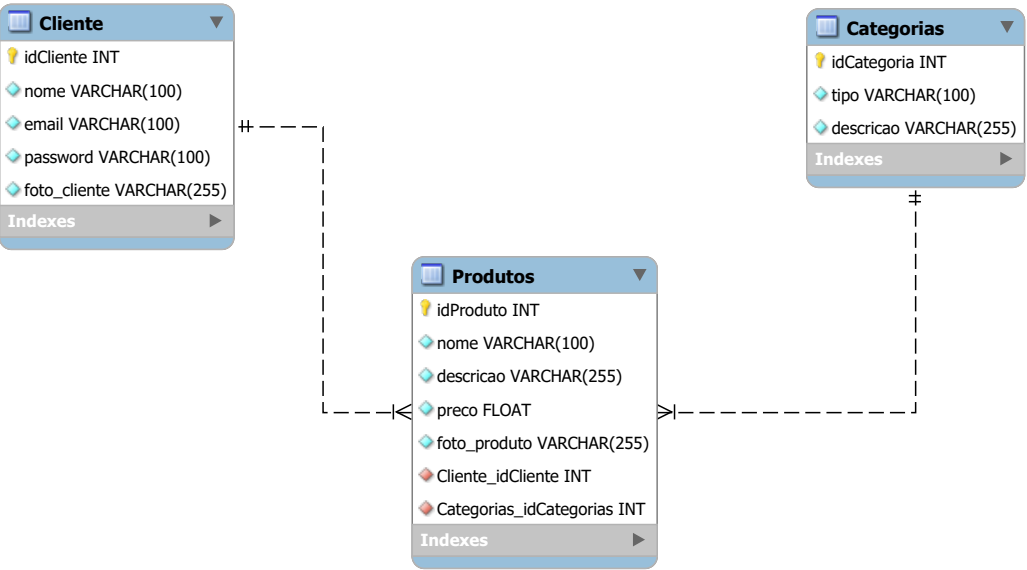 Cliente
idCliente INT
nome VARCHAR(100)
email VARCHAR(100)
password VARCHAR(100)
foto_cliente VARCHAR(255)
Indexes
Categorias
idCategoria INT
tipo VARCHAR(100)
descricao VARCHAR(255)
Indexes
Produtos
idProduto INT
nome VARCHAR(100)
descricao VARCHAR(255)
preco FLOAT
foto_produto VARCHAR(255)
Cliente_idCliente INT
Categorias_idCategorias INT
Indexes